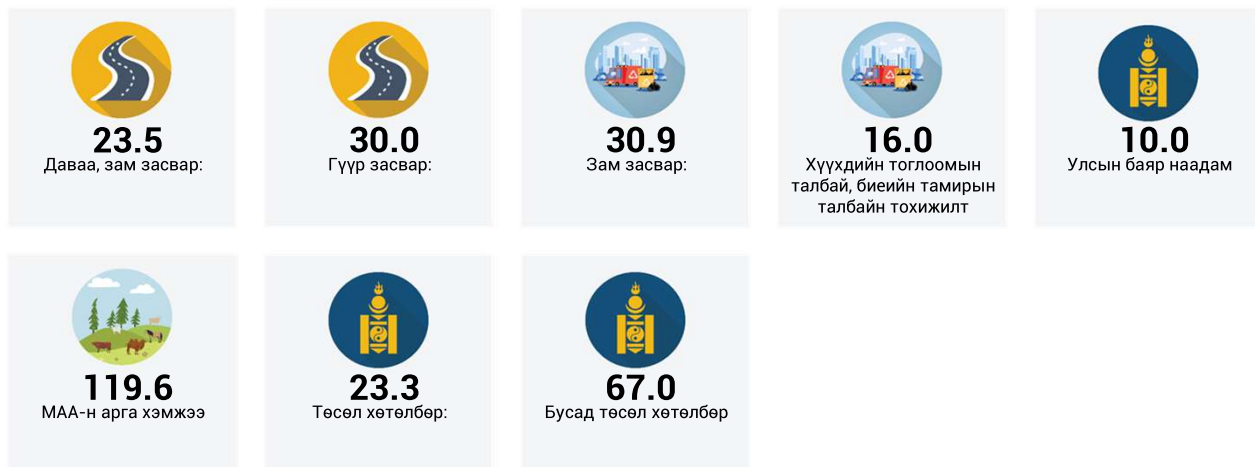 23.5
Даваа, зам засвар:
30.0
Гүүр засвар:
30.9
Зам засвар:
16.0
Хүүхдийн тоглоомын
талбай, биеийн тамирын
талбайн тохижилт
10.0
Улсын баяр наадам
119.6
МАА-н арга хэмжээ
23.3
Төсөл хөтөлбөр:
67.0
Бусад төсөл хөтөлбөр